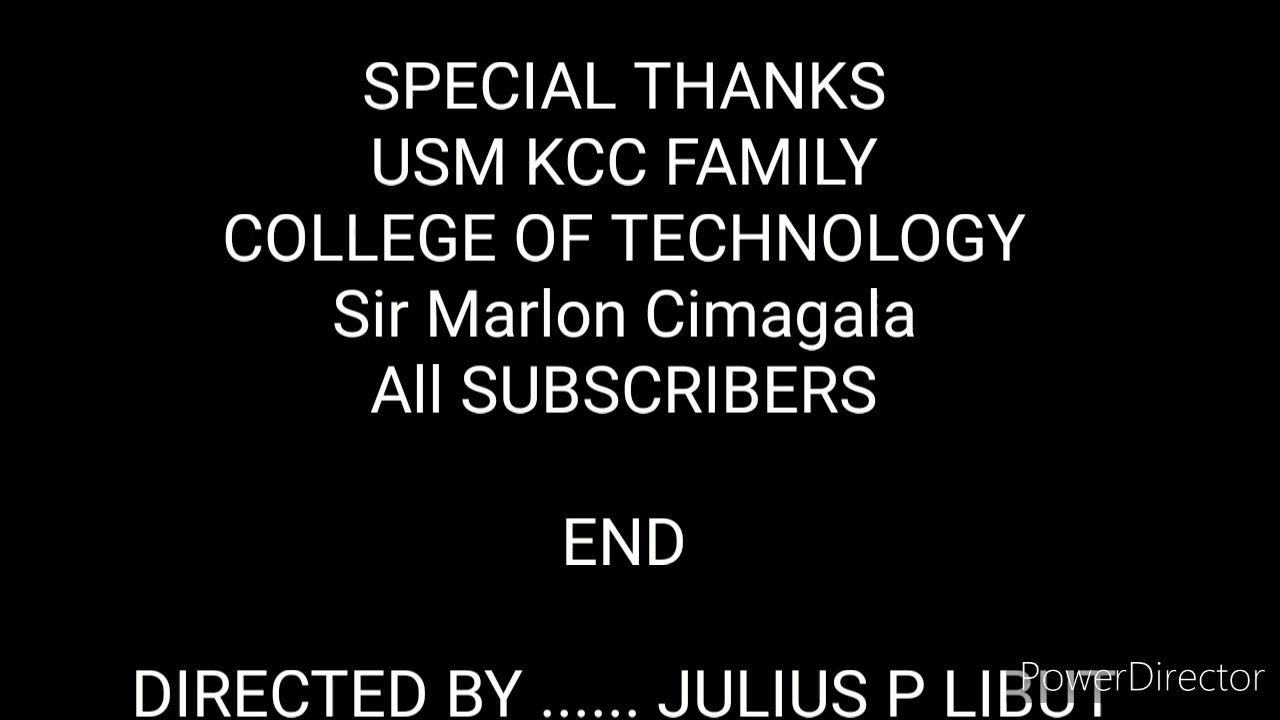 SPECIAL THANKS
USM KCC FAMILY
COLLEGE OF TECHNOLOGY
Sir Marlon Cimagala
All SUBSCRIBERS
END
DIRECTED BY ...... JULIUS P LIBUT
PowerDirector